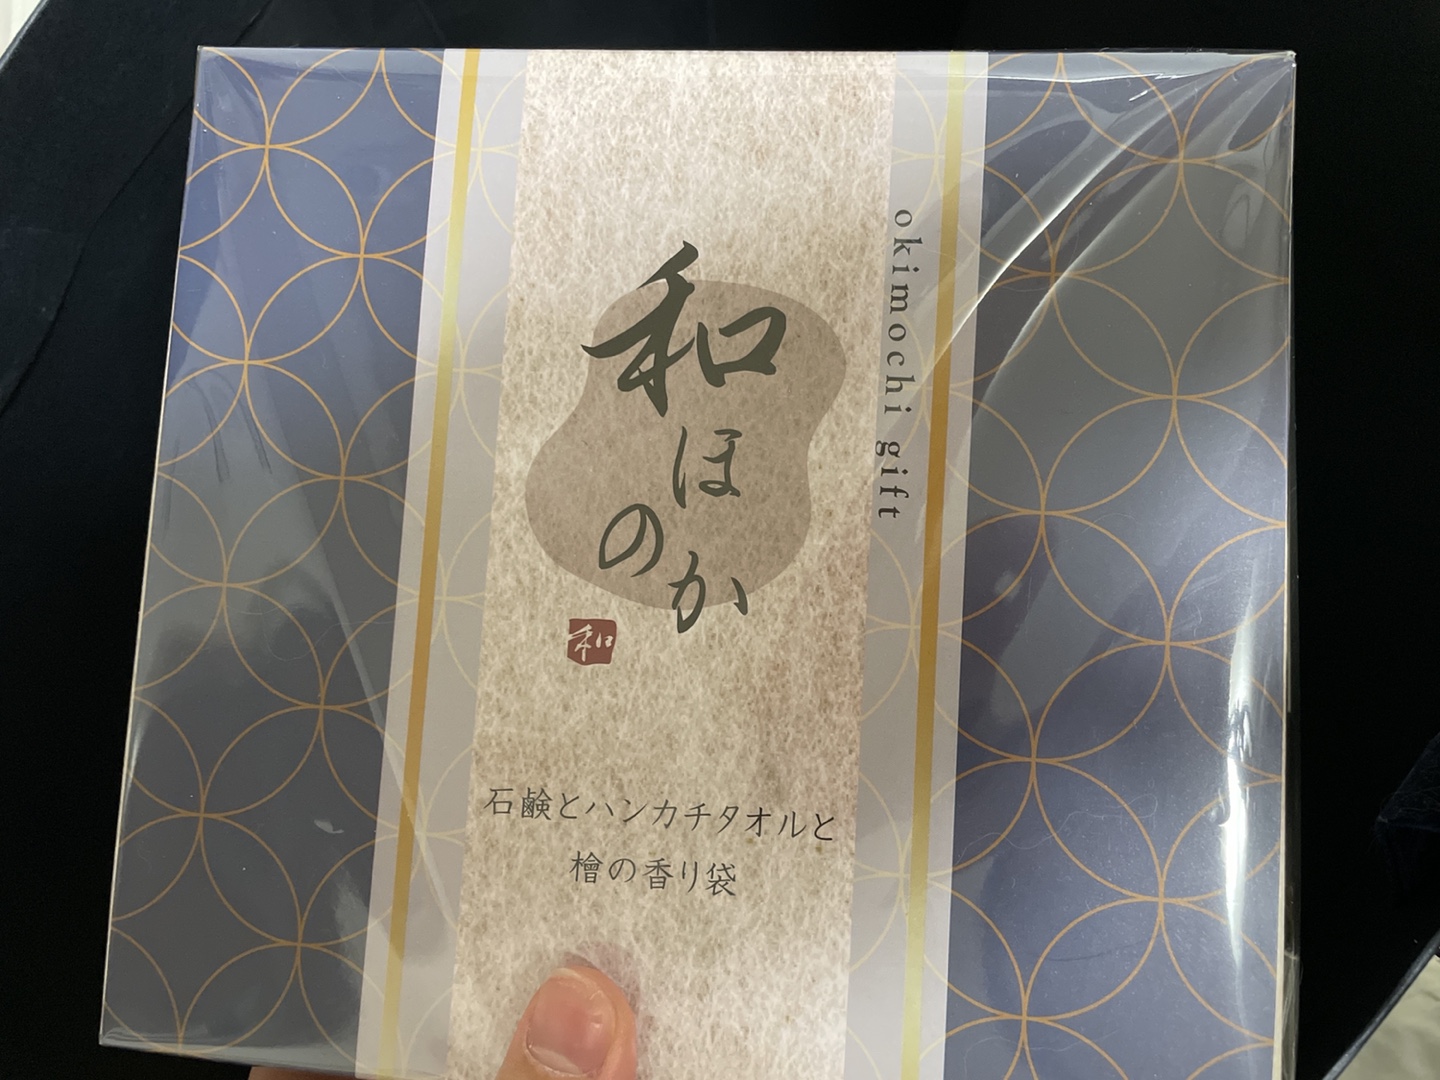 和ほのか
和
okimochi gift
石鹸とハンカチタオルと
檜の香り袋